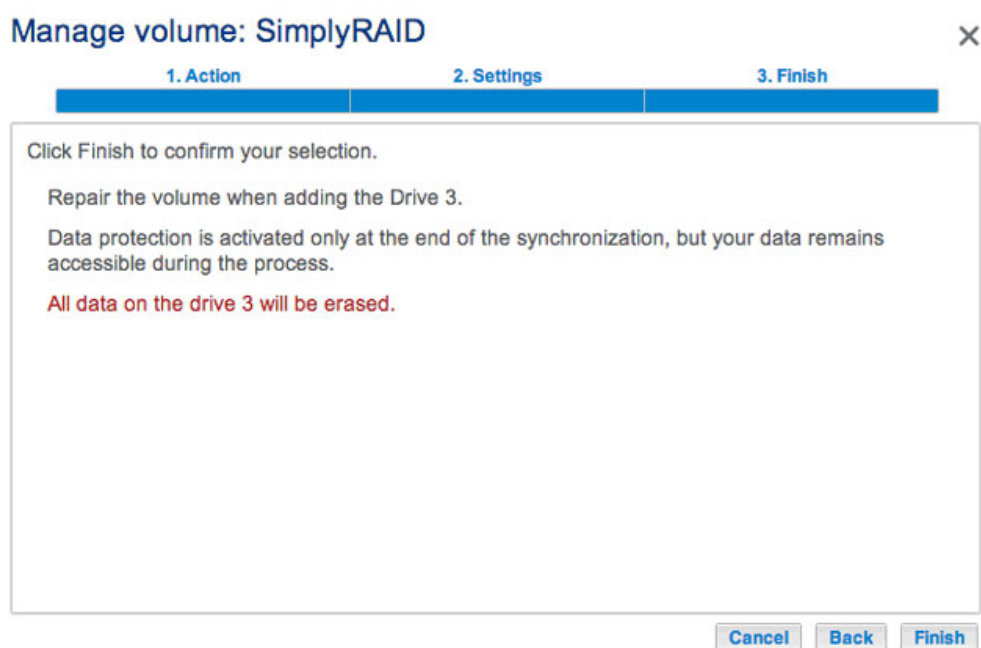 Manage volume: SimplyRAID
1. Action
2. Settings
3. Finish
Click Finish to confirm your selection.
Repair the volume when adding the Drive 3.
Data protection is activated only at the end of the synchronization, but your data remains
accessible during the process.
All data on the drive 3 will be erased.
Cancel
Back
Finish